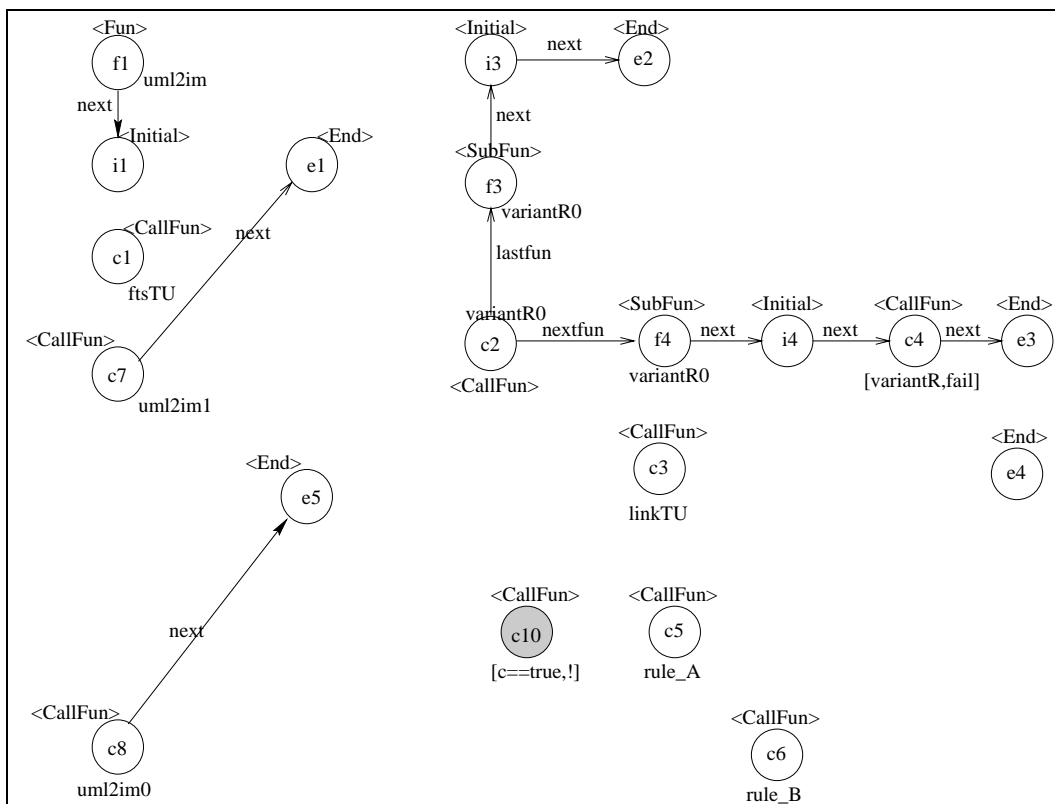 <Fun>
f1
uml2im
next
<Initial>
i1
<End>
e1
<CallFun>
c1
ftsTU
next
<CallFun>
c7
uml2im1
<End>
e5
next
<CallFun>
c8
uml2im0
<Initial>
i3
next
<End>
e2
next
<SubFun>
f3
variantR0
lastfun
variantR0
c2
<CallFun>
nextfun
<SubFun>
f4
variantR0
next
<Initial>
i4
next
<CallFun>
c4
[variantR,fail]
next
<End>
e3
<CallFun>
c3
linkTU
<End>
e4
<CallFun>
c10
[c==true,!]
<CallFun>
c5
rule_A
<CallFun>
c6
rule_B